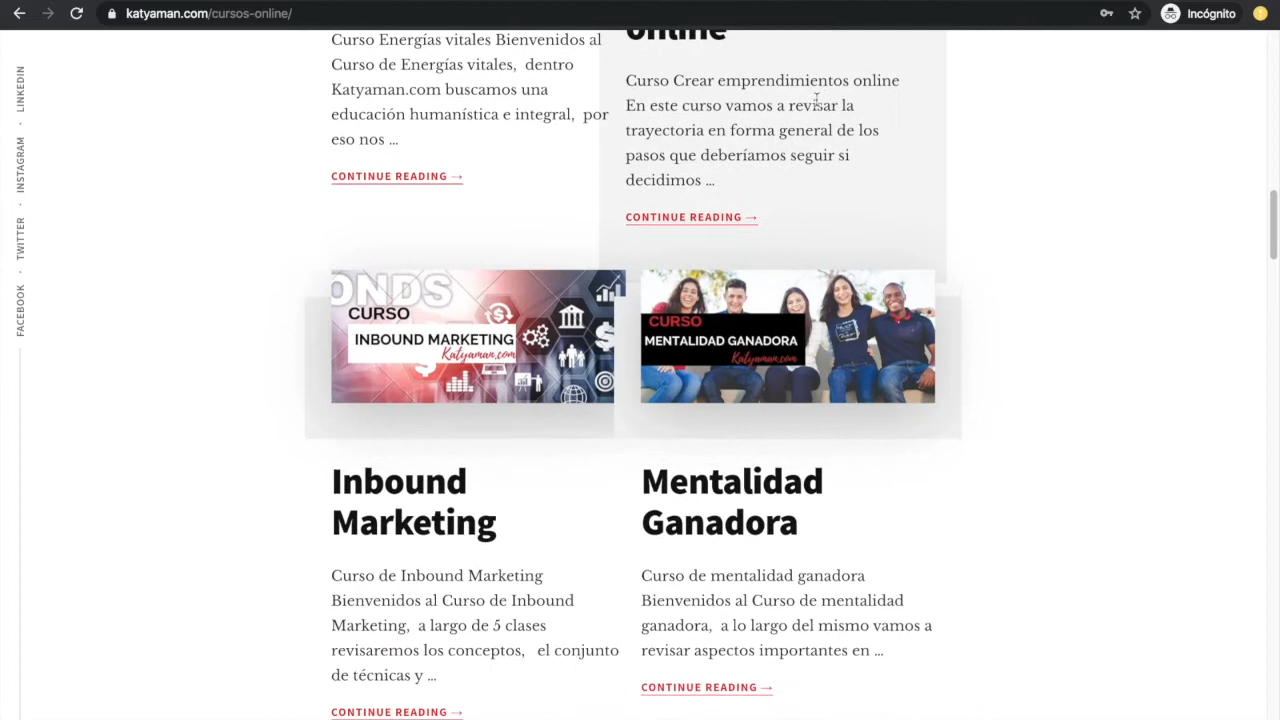 katyaman.com/cursos-online/
Incógnito
FACEBOOK · TWITTER · INSTAGRAM · LINKEDIN
Curso Energías vitales Bienvenidos al
Curso de Energías vitales, dentro
Katyaman.com buscamos una
educación humanística e integral, por
eso nos ...
CONTINUE READING →
online
Curso Crear emprendimientos online
En este curso vamos a revisar la
trayectoria en forma general de los
pasos que deberíamos seguir si
decidimos ...
CONTINUE READING →
ONDS
CURSO
INBOUND MARKETING
Katyaman.com
CURSO
MENTALIDAD GANADORA
Katyaman.com
Inbound
Marketing
Curso de Inbound Marketing
Bienvenidos al Curso de Inbound
Marketing, a largo de 5 clases
revisaremos los conceptos, el conjunto
de técnicas y ...
CONTINUE READING →
Mentalidad
Ganadora
Curso de mentalidad ganadora
Bienvenidos al Curso de mentalidad
ganadora, a lo largo del mismo vamos a
revisar aspectos importantes en ...
CONTINUE READING →